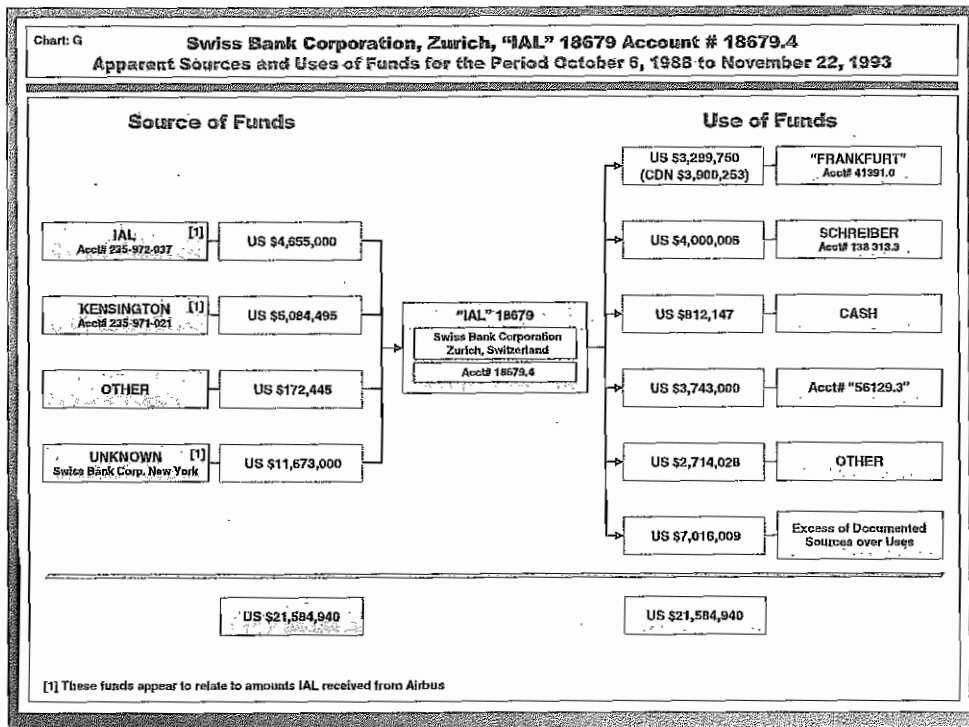 Chart: G
Swiss Bank Corporation, Zurich, "IAL" 18679 Account # 18679.4
Apparent Sources and Uses of Funds for the Period October 6, 1988 to November 22, 1993
Source of Funds
Use of Funds
IAL [1]
Acct# 235-972-037
US $4,655,000
KENSINGTON [1]
Acct# 235-971-021
US $5,084,495
OTHER
US $172,445
UNKNOWN [1]
Swiss Bank Corp. New York
US $11,673,000
"IAL" 18679
Swiss Bank Corporation
Zurich, Switzerland
Acct# 18679.4
US $3,299,750
(CDN $3,900,253)
"FRANKFURT"
Acct# 41391.0
US $4,000,006
SCHREIBER
Acct# 138 313.3
US $812,147
CASH
US $3,743,000
Acct# "56129.3"
US $2,714,028
OTHER
US $7,016,009
Excess of Documented
Sources over Uses
US $21,584,940
US $21,584,940
[1] These funds appear to relate to amounts IAL received from Airbus